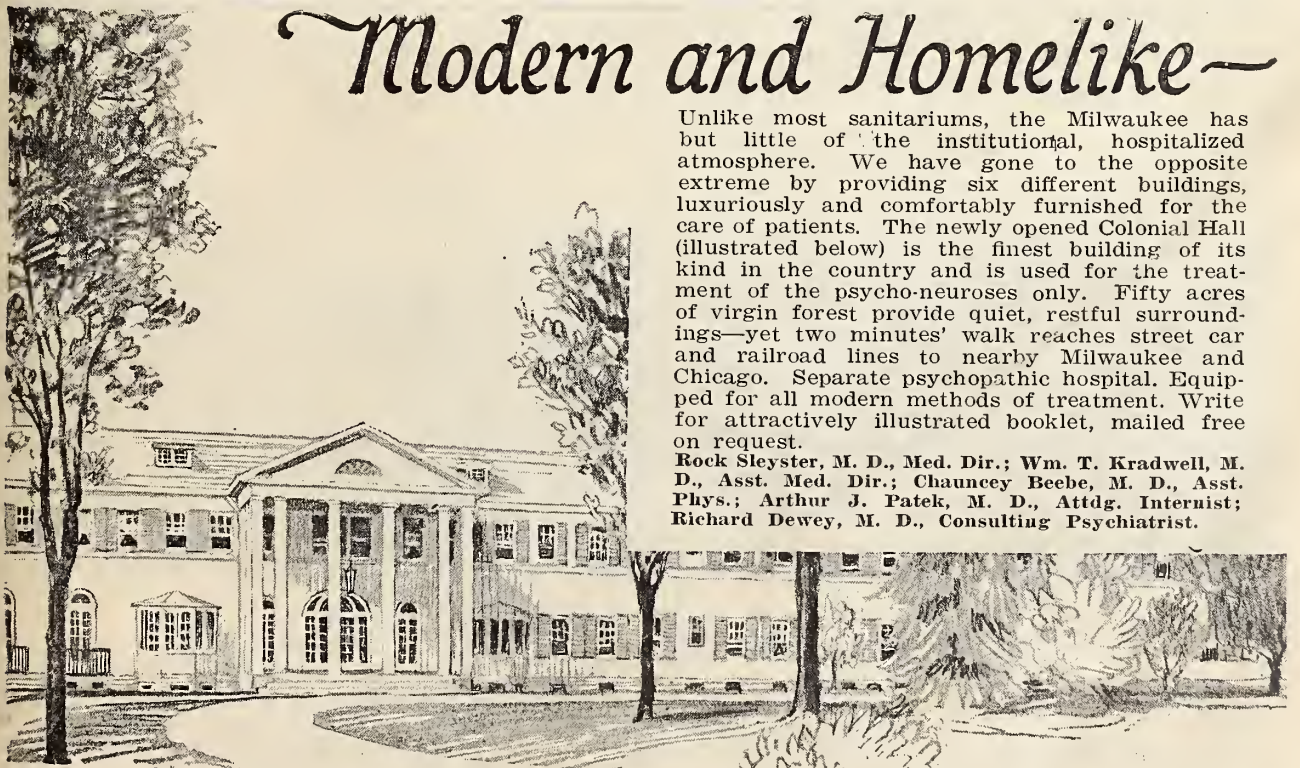 Modern and Homelike—
Unlike most sanitariums, the Milwaukee has
but little of the institutional, hospitalized
atmosphere. We have gone to the opposite
extreme by providing six different buildings,
luxuriously and comfortably furnished for the
care of patients. The newly opened Colonial Hall
(illustrated below) is the finest building of its
kind in the country and is used for the treat-
ment of the psycho-neuroses only. Fifty acres
of virgin forest provide quiet, restful surround-
ings—yet two minutes' walk reaches street car
and railroad lines to nearby Milwaukee and
Chicago. Separate psychopathic hospital. Equip-
ped for all modern methods of treatment. Write
for attractively illustrated booklet, mailed free
on request.
Rock Sleyster, M. D., Med. Dir.; Wm. T. Kradwell, M.
D., Asst. Med. Dir.; Chauncey Beebe, M. D., Asst.
Phys.; Arthur J. Patek, M. D., Attdg. Internist;
Richard Dewey, M. D., Consulting Psychiatrist.